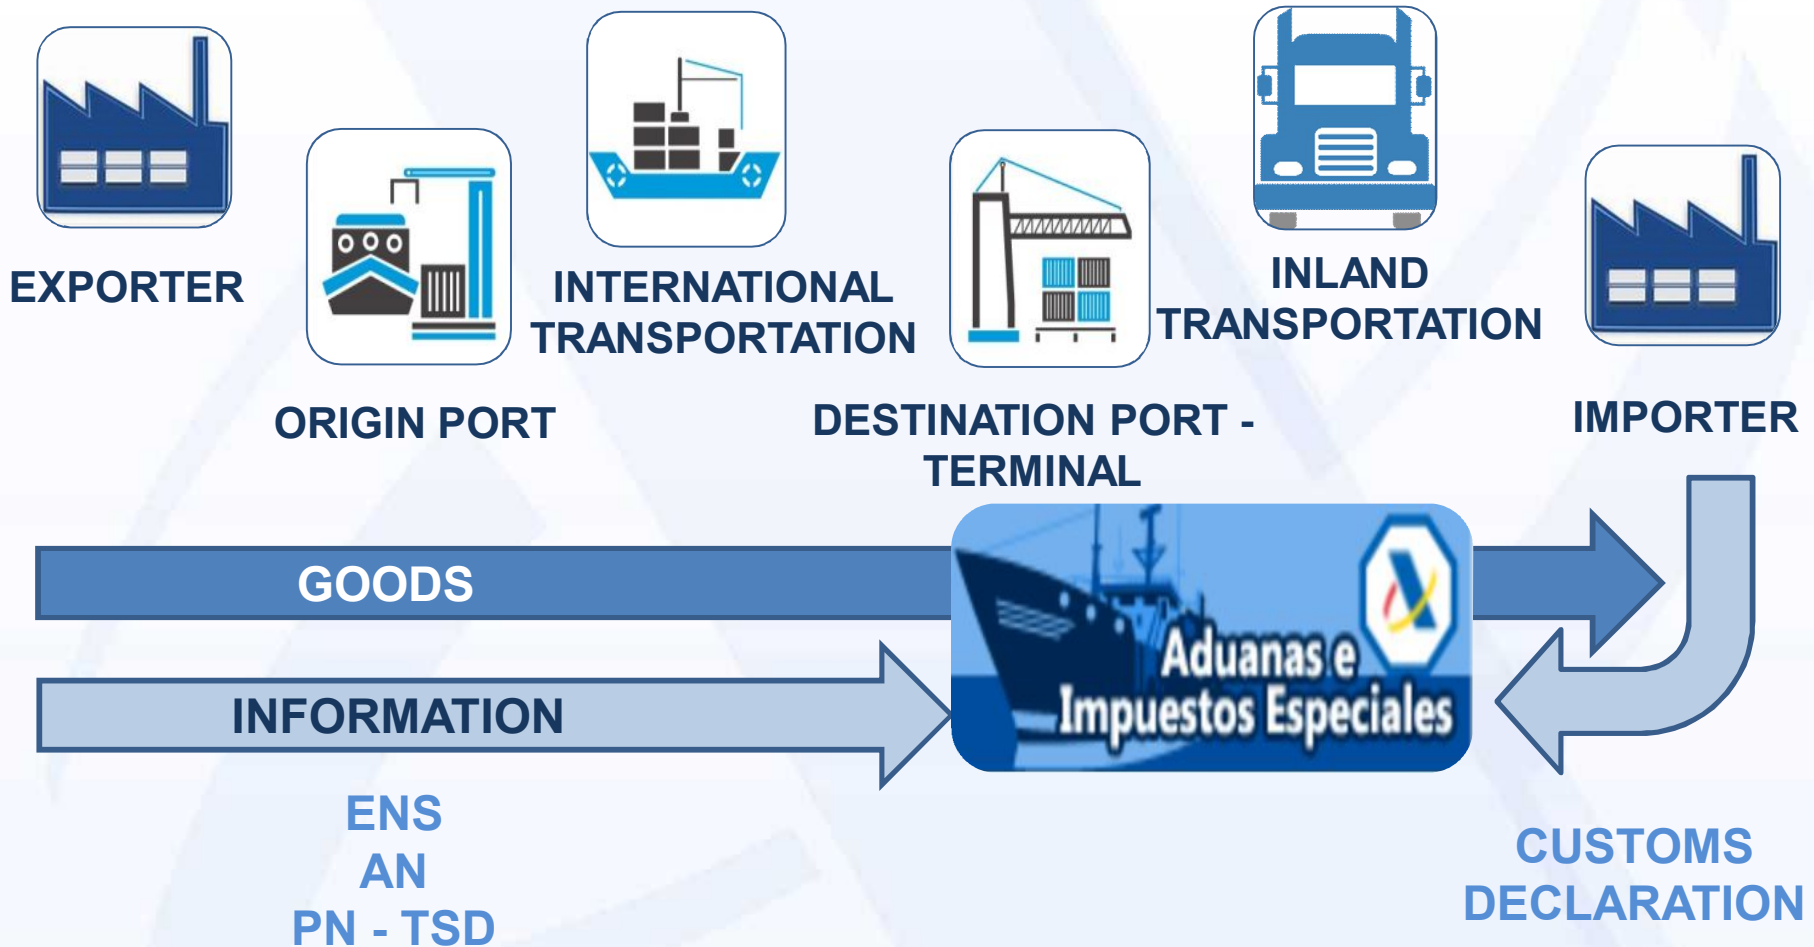 EXPORTER
ORIGIN PORT
INTERNATIONAL
TRANSPORTATION
DESTINATION PORT -
TERMINAL
INLAND
TRANSPORTATION
IMPORTER
GOODS
INFORMATION
Aduanas e
Impuestos Especiales
ENS
AN
PN - TSD
CUSTOMS
DECLARATION